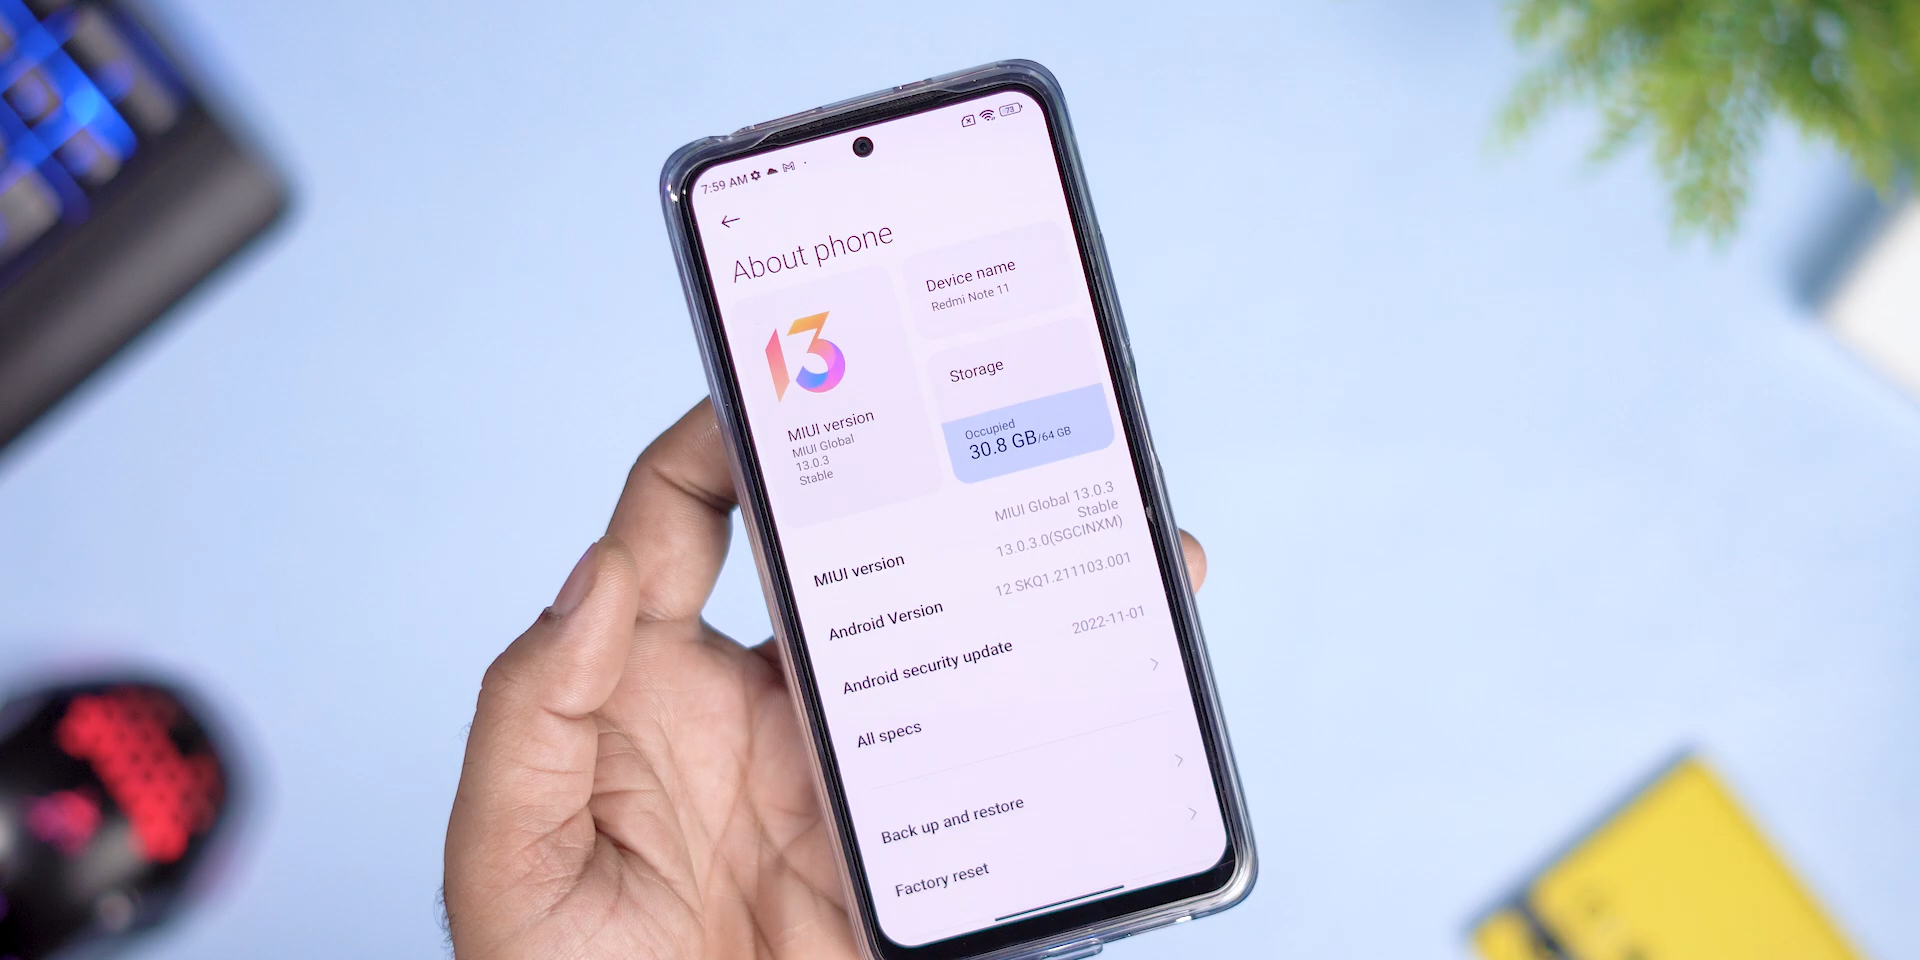 7:59 AM
73
About phone
13
MIUI version
MIUI Global
13.0.3
Stable
Device name
Redmi Note 11
Storage
Occupied
30.8 GB/64 GB
MIUI version
MIUI Global 13.0.3
Stable
13.0.3.0(SGCINXM)
Android Version
12 SKQ1.211103.001
Android security update
2022-11-01
All specs
Back up and restore
Factory reset